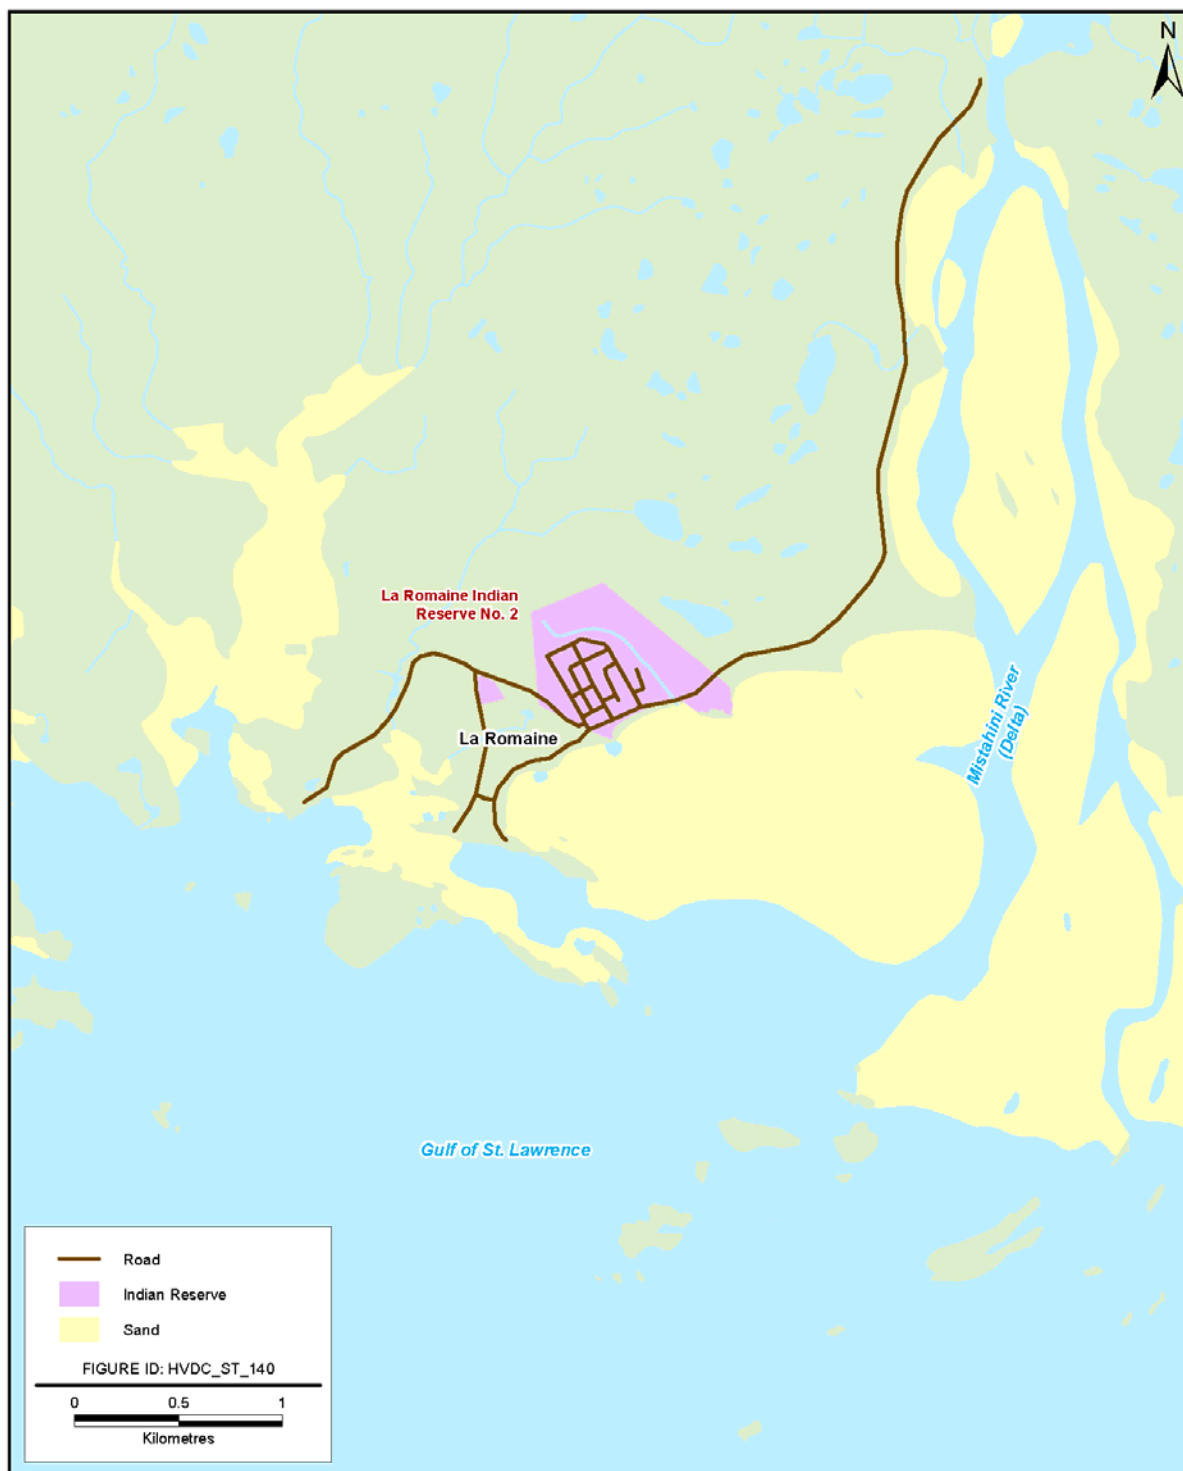 N
La Romaine Indian
Reserve No. 2
La Romaine
Mistahini River
(Delta)
Gulf of St. Lawrence
Road
Indian Reserve
Sand
FIGURE ID: HVDC_ST_140
0 0.5 1
Kilometres